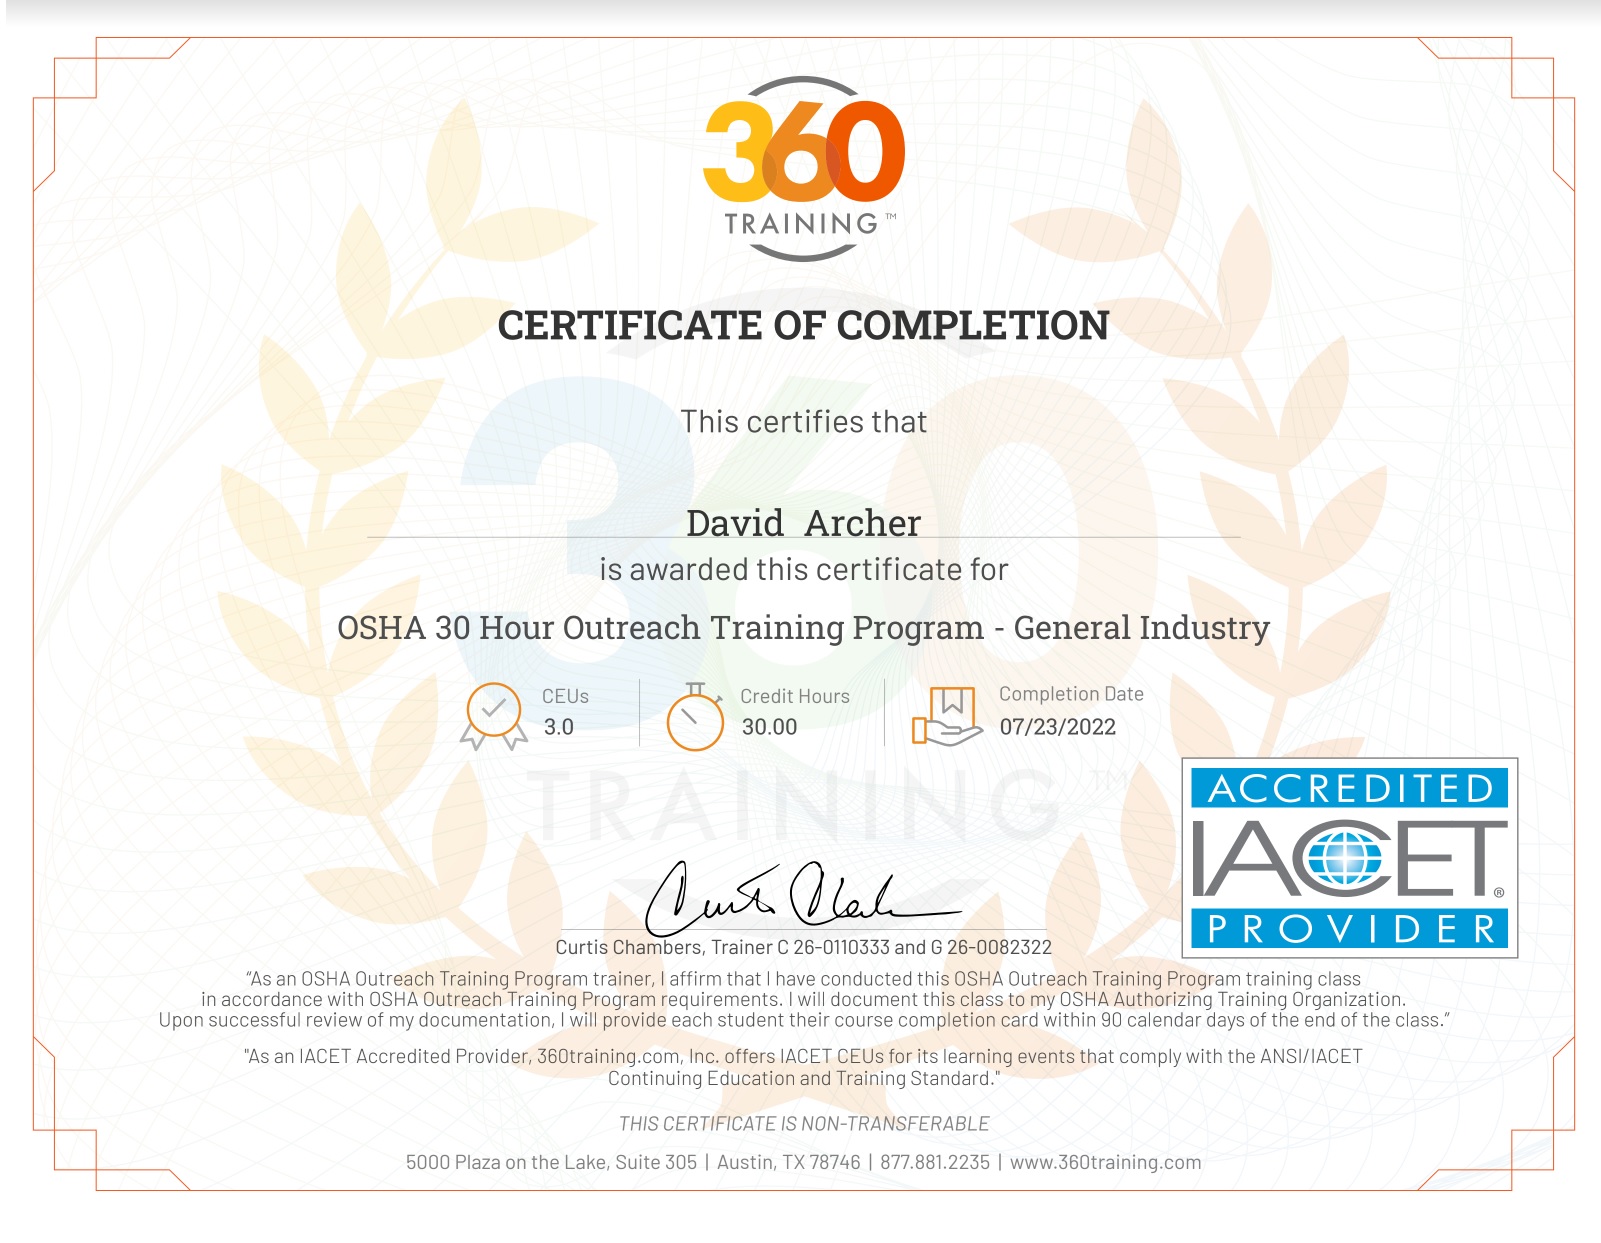 360
TRAINING™
CERTIFICATE OF COMPLETION
This certifies that
David Archer
is awarded this certificate for
OSHA 30 Hour Outreach Training Program - General Industry
CEUs
3.0
Credit Hours
30.00
Completion Date
07/23/2022
360
TRAINING™
ACCREDITED
IACET®
PROVIDER
Curtis Chambers, Trainer C 26-0110333 and G 26-0082322
“As an OSHA Outreach Training Program trainer, I affirm that I have conducted this OSHA Outreach Training Program training class
in accordance with OSHA Outreach Training Program requirements. I will document this class to my OSHA Authorizing Training Organization.
Upon successful review of my documentation, I will provide each student their course completion card within 90 calendar days of the end of the class.”
"As an IACET Accredited Provider, 360training.com, Inc. offers IACET CEUs for its learning events that comply with the ANSI/IACET
Continuing Education and Training Standard."
THIS CERTIFICATE IS NON-TRANSFERABLE
5000 Plaza on the Lake, Suite 305 | Austin, TX 78746 | 877.881.2235 | www.360training.com